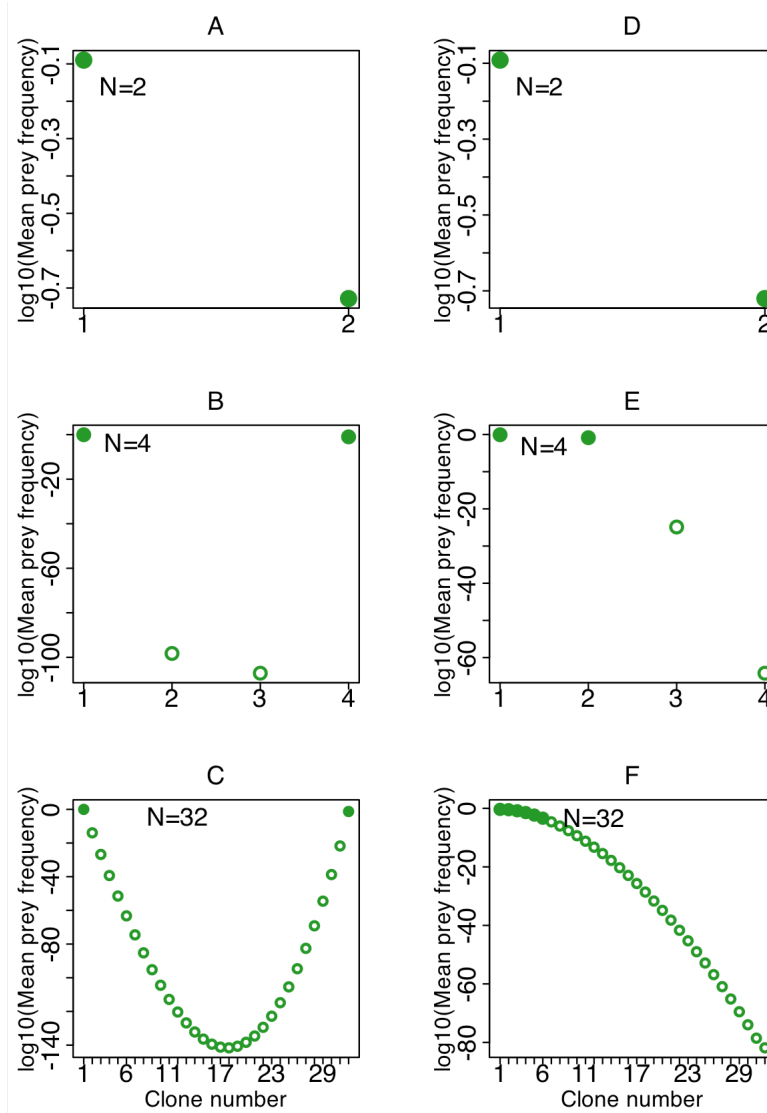 A
log10(Mean prey frequency)
-0.1
-0.3
-0.5
-0.7
N=2
1 2
D
log10(Mean prey frequency)
-0.1
-0.3
-0.5
-0.7
N=2
1 2
B
log10(Mean prey frequency)
-20
-60
-100
N=4
1 2 3 4
E
log10(Mean prey frequency)
0
-20
-40
-60
N=4
1 2 3 4
C
log10(Mean prey frequency)
0
-40
-80
-140
N=32
1 6 11 17 23 29
Clone number
F
log10(Mean prey frequency)
0
-20
-40
-60
-80
N=32
1 6 11 17 23 29
Clone number